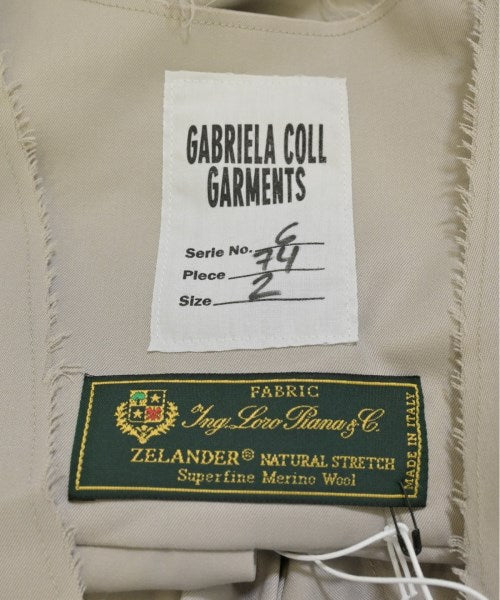 GABRIELA COLL
GARMENTS
Serie No. 6
Piece 74
Size 2
FABRIC
Ing. Loro Piana & C.
ZELANDER® NATURAL STRETCH
Superfine Merino Wool
MADE IN ITALY